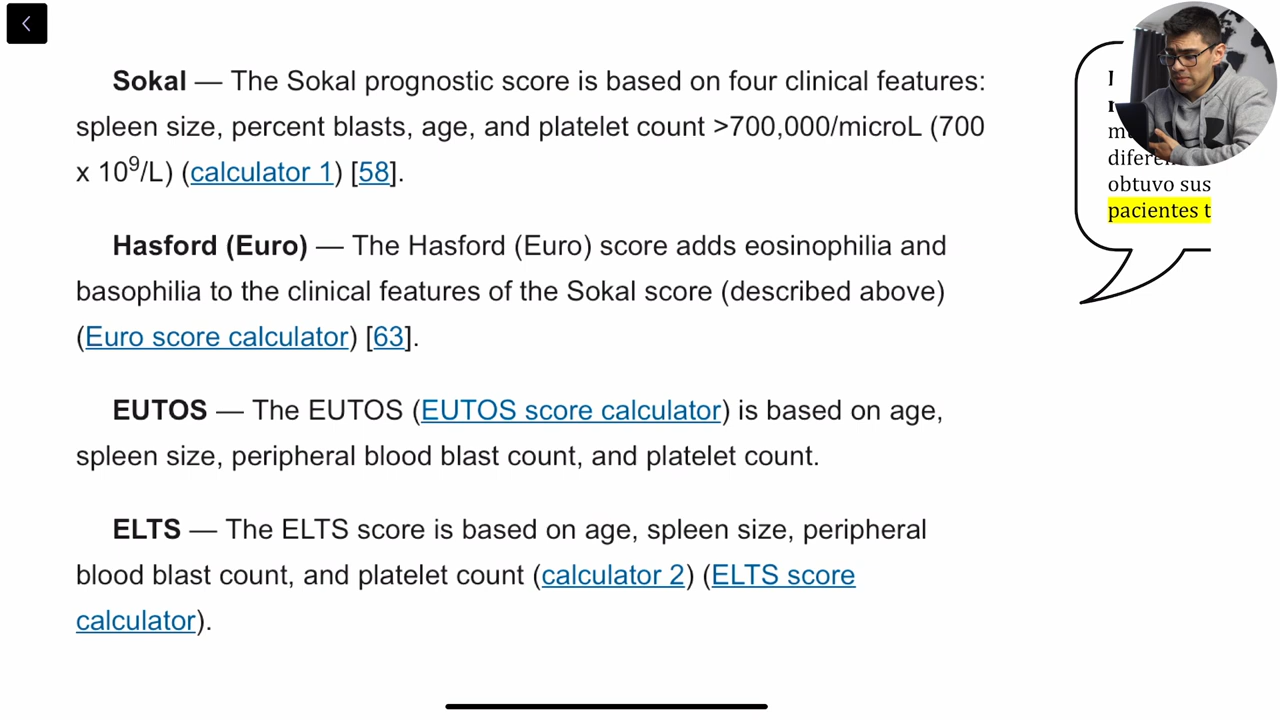 Sokal — The Sokal prognostic score is based on four clinical features:
spleen size, percent blasts, age, and platelet count >700,000/microL (700
x 10⁹/L) (calculator 1) [58].
Hasford (Euro) — The Hasford (Euro) score adds eosinophilia and
basophilia to the clinical features of the Sokal score (described above)
(Euro score calculator) [63].
EUTOS — The EUTOS (EUTOS score calculator) is based on age,
spleen size, peripheral blood blast count, and platelet count.
ELTS — The ELTS score is based on age, spleen size, peripheral
blood blast count, and platelet count (calculator 2) (ELTS score
calculator).
obtuvo sus
pacientes t